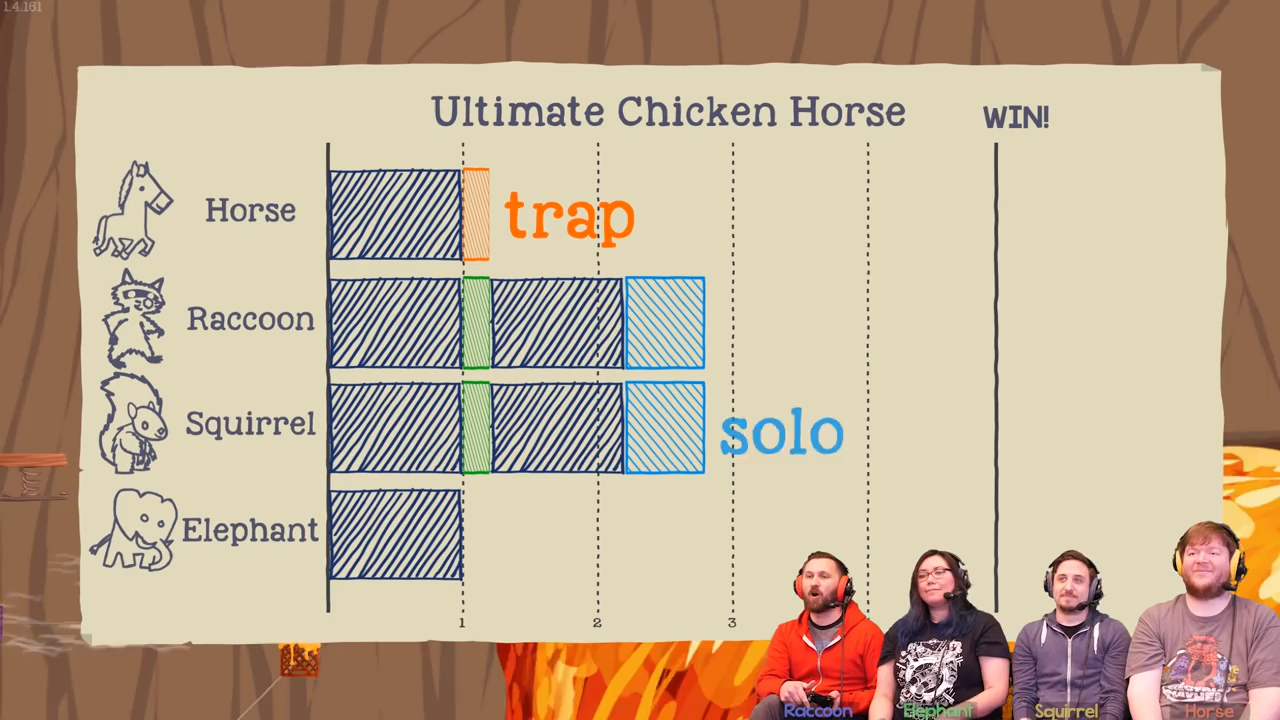 1.4.161
Ultimate Chicken Horse
WIN!
Horse
trap
Raccoon
Squirrel
solo
Elephant
1
2
3
Raccoon
Elephant
Squirrel
Horse